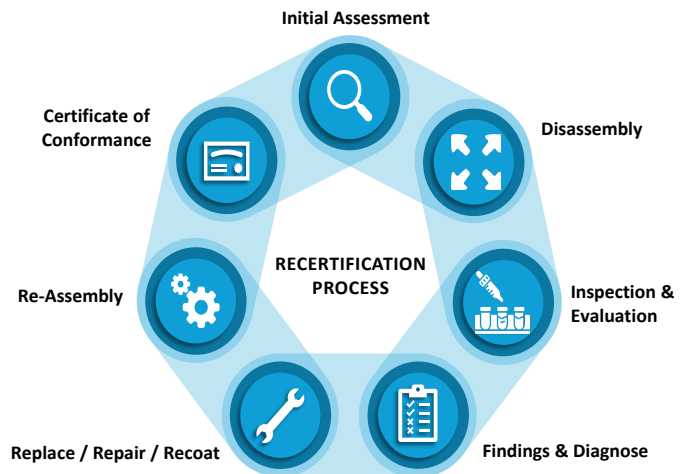 Initial Assessment
Certificate of
Conformance
Disassembly
RECERTIFICATION
PROCESS
Re-Assembly
Inspection &
Evaluation
Replace / Repair / Recoat
Findings & Diagnose